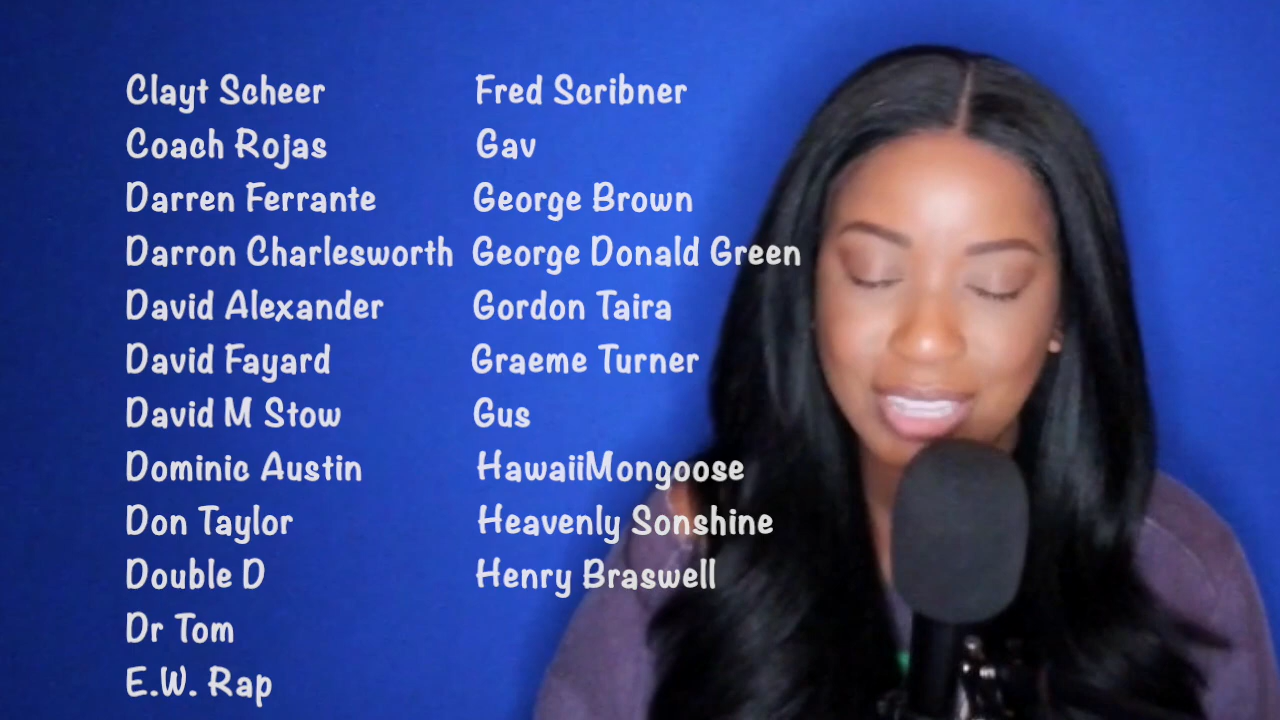 Clayt Scheer
Coach Rojas
Darren Ferrante
Darron Charlesworth
David Alexander
David Fayard
David M Stow
Dominic Austin
Don Taylor
Double D
Dr Tom
E.W. Rap
Fred Scribner
Gav
George Brown
George Donald Green
Gordon Taira
Graeme Turner
Gus
HawaiiMongoose
Heavenly Sonshine
Henry Braswell